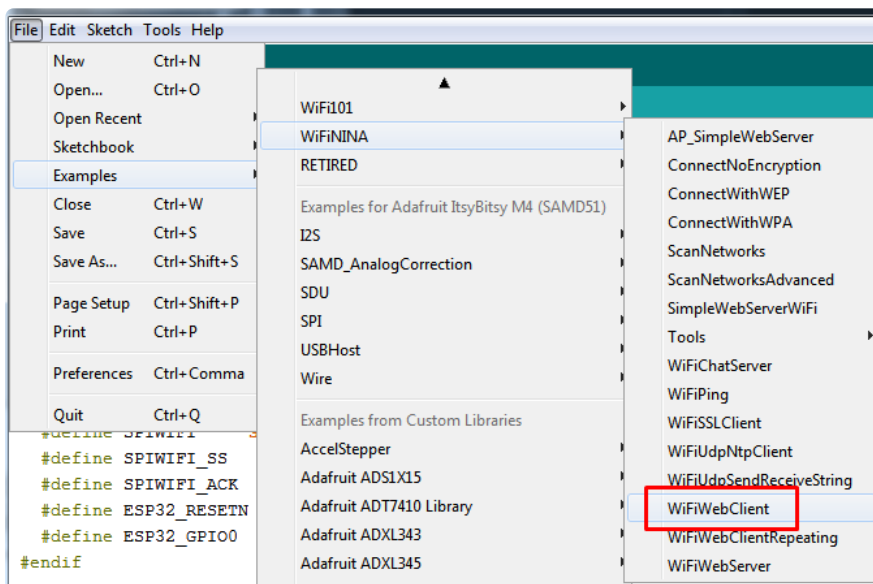 File Edit Sketch Tools Help
New Ctrl+N
Open... Ctrl+O
Open Recent
Sketchbook
Examples
Close Ctrl+W
Save Ctrl+S
Save As... Ctrl+Shift+S
Page Setup Ctrl+Shift+P
Print Ctrl+P
Preferences Ctrl+Comma
Quit Ctrl+Q
#define SPIWIFI
#define SPIWIFI_SS
#define SPIWIFI_ACK
#define ESP32_RESETN
#define ESP32_GPIO0
#endif
WiFi101
WiFiNINA
RETIRED
Examples for Adafruit ItsyBitsy M4 (SAMD51)
I2S
SAMD_AnalogCorrection
SDU
SPI
USBHost
Wire
Examples from Custom Libraries
AccelStepper
Adafruit ADS1X15
Adafruit ADT7410 Library
Adafruit ADXL343
Adafruit ADXL345
AP_SimpleWebServer
ConnectNoEncryption
ConnectWithWEP
ConnectWithWPA
ScanNetworks
ScanNetworksAdvanced
SimpleWebServerWiFi
Tools
WiFiChatServer
WiFiPing
WiFiSSLClient
WiFiUdpNtpClient
WiFiUdpSendReceiveString
WiFiWebClient
WiFiWebClientRepeating
WiFiWebServer